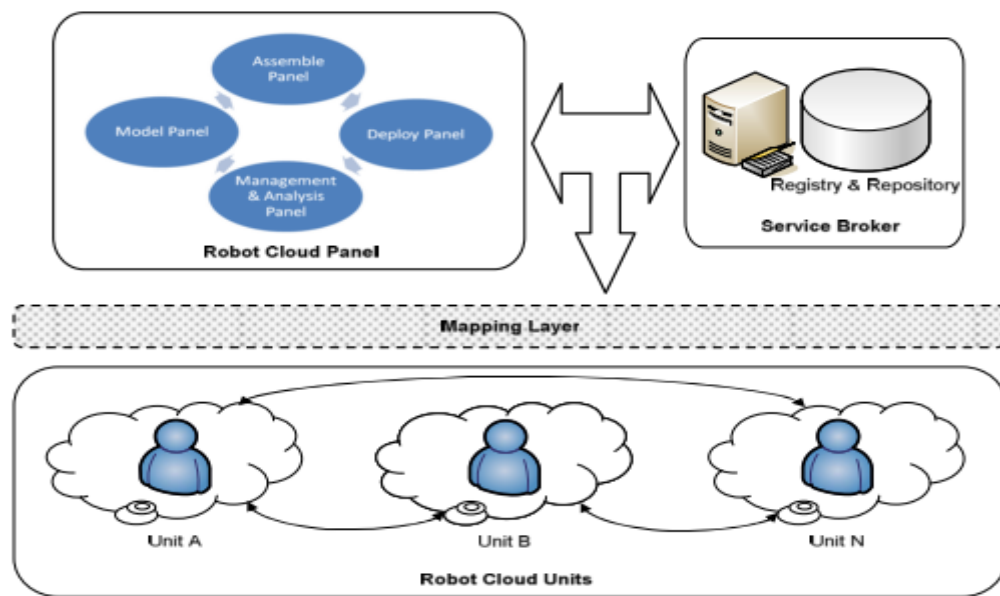 Assemble
Panel
Model Panel
Deploy Panel
Management
& Analysis
Panel
Robot Cloud Panel
Registry & Repository
Service Broker
Mapping Layer
Unit A
Unit B
Unit N
Robot Cloud Units